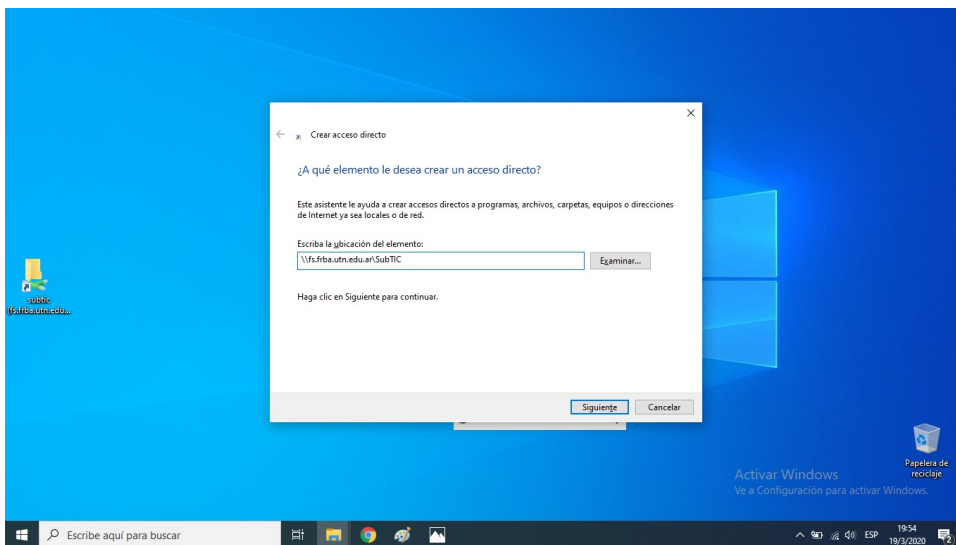 Crear acceso directo
¿A qué elemento le desea crear un acceso directo?
Este asistente le ayuda a crear accesos directos a programas, archivos, carpetas, equipos o direcciones
de Internet ya sea locales o de red.
Escriba la ubicación del elemento:
\\fs.frba.utn.edu.ar\SubTIC
Examinar...
Haga clic en Siguiente para continuar.
Siguiente
Cancelar
subtic
(fs.frba.utn.edu...
Papelera de
reciclaje
Activar Windows
Ve a Configuración para activar Windows.
Escribe aquí para buscar
ESP
19:54
19/3/2020
2